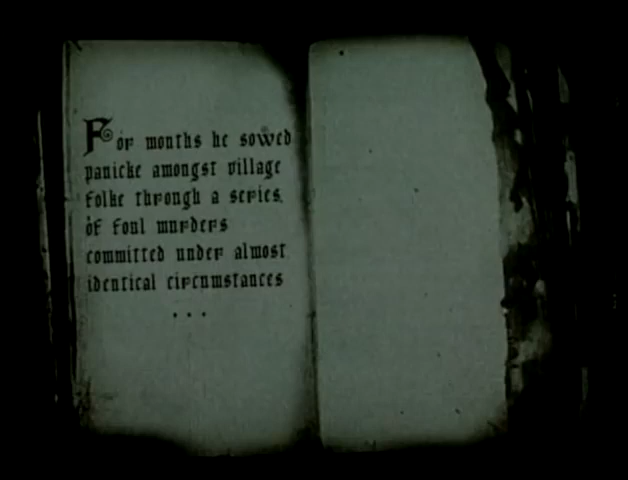 For months he sowed
panicke amongst village
folke through a series,
of foul murders
committed under almost
identical circumstances
...